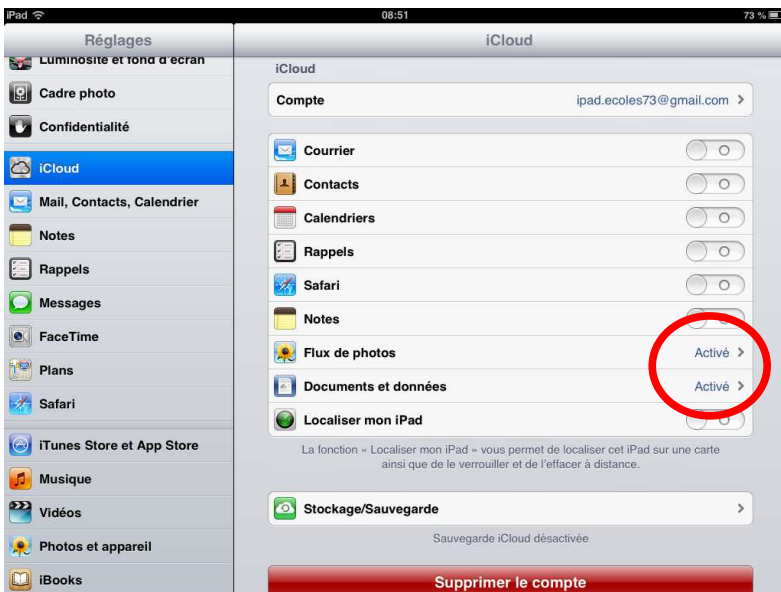 iPad 08:51 73 %
Réglages
iCloud
Luminosité et fond d'écran
Cadre photo
Confidentialité
iCloud
Mail, Contacts, Calendrier
Notes
Rappels
Messages
FaceTime
Plans
Safari
iTunes Store et App Store
Musique
Vidéos
Photos et appareil
iBooks
iCloud
Compte ipad.ecoles73@gmail.com
Courrier
Contacts
Calendriers
Rappels
Safari
Notes
Flux de photos Activé
Documents et données Activé
Localiser mon iPad
La fonction « Localiser mon iPad » vous permet de localiser cet iPad sur une carte
ainsi que de le verrouiller et de l'effacer à distance.
Stockage/Sauvegarde
Sauvegarde iCloud désactivée
Supprimer le compte